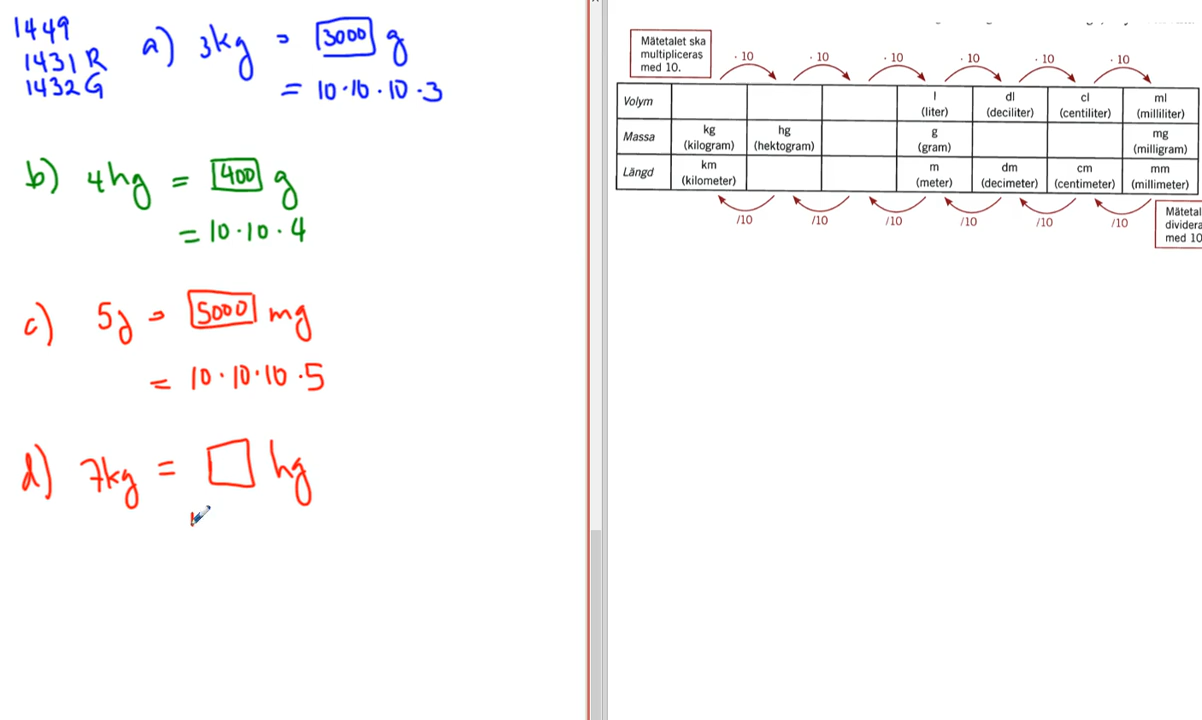 1449
1431 R
1432 G
a) 3kg = 3000 g
= 10·10·10·3
b) 4hg = 400 g
= 10·10·4
c) 5g = 5000 mg
= 10·10·10·5
d) 7kg = hg
Mätetalet ska
multipliceras
med 10.
· 10 · 10 · 10 · 10 · 10 · 10
Volym l (liter) dl (deciliter) cl (centiliter) ml (milliliter)
Massa kg (kilogram) hg (hektogram) g (gram) mg (milligram)
Längd km (kilometer) m (meter) dm (decimeter) cm (centimeter) mm (millimeter)
/10 /10 /10 /10 /10 /10
Mätetal
dividera
med 10